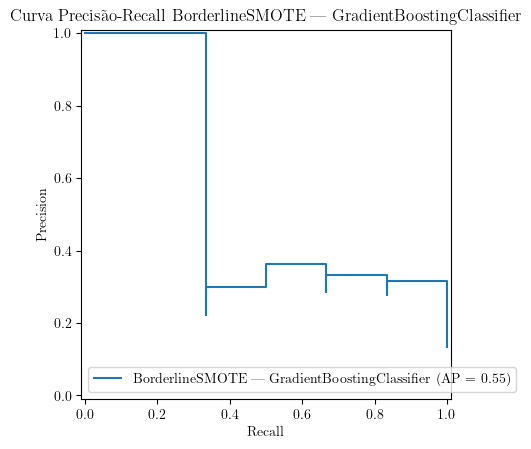 Curva Precisão-Recall BorderlineSMOTE — GradientBoostingClassifier
1.0
0.8
0.6
0.4
0.2
0.0
Precision
BorderlineSMOTE — GradientBoostingClassifier (AP = 0.55)
0.0 0.2 0.4 0.6 0.8 1.0
Recall